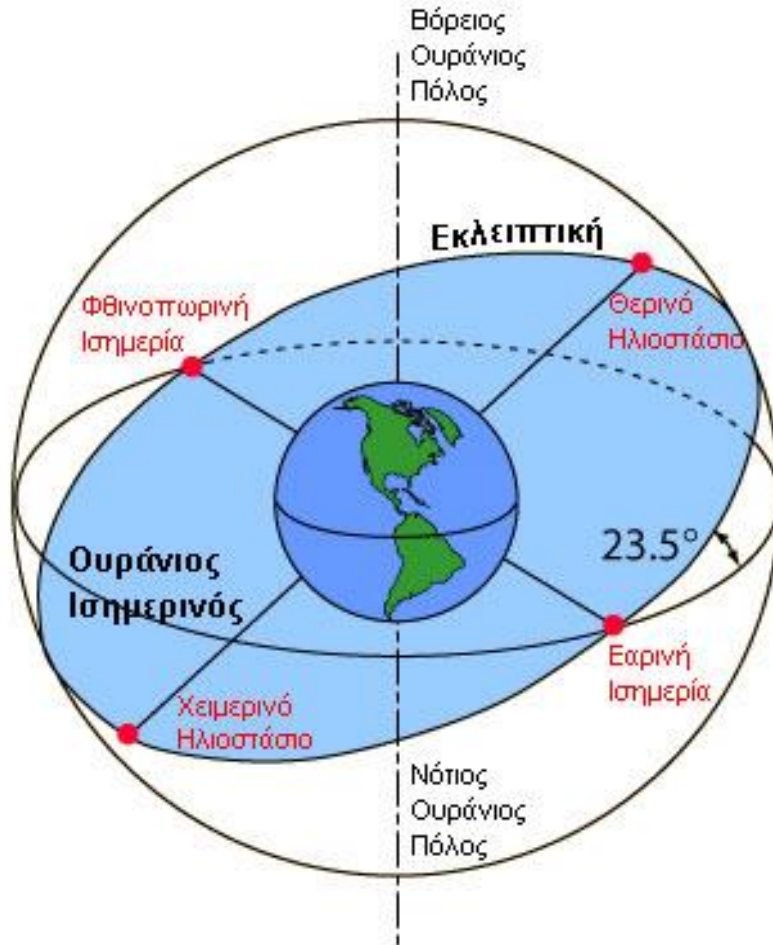 Βόρειος
Ουράνιος
Πόλος
Εκλειπτική
Φθινοπωρινή
Ισημερία
Θερινό
Ηλιοστάσιο
23.5°
Ουράνιος
Ισημερινός
Εαρινή
Ισημερία
Χειμερινό
Ηλιοστάσιο
Νότιος
Ουράνιος
Πόλος